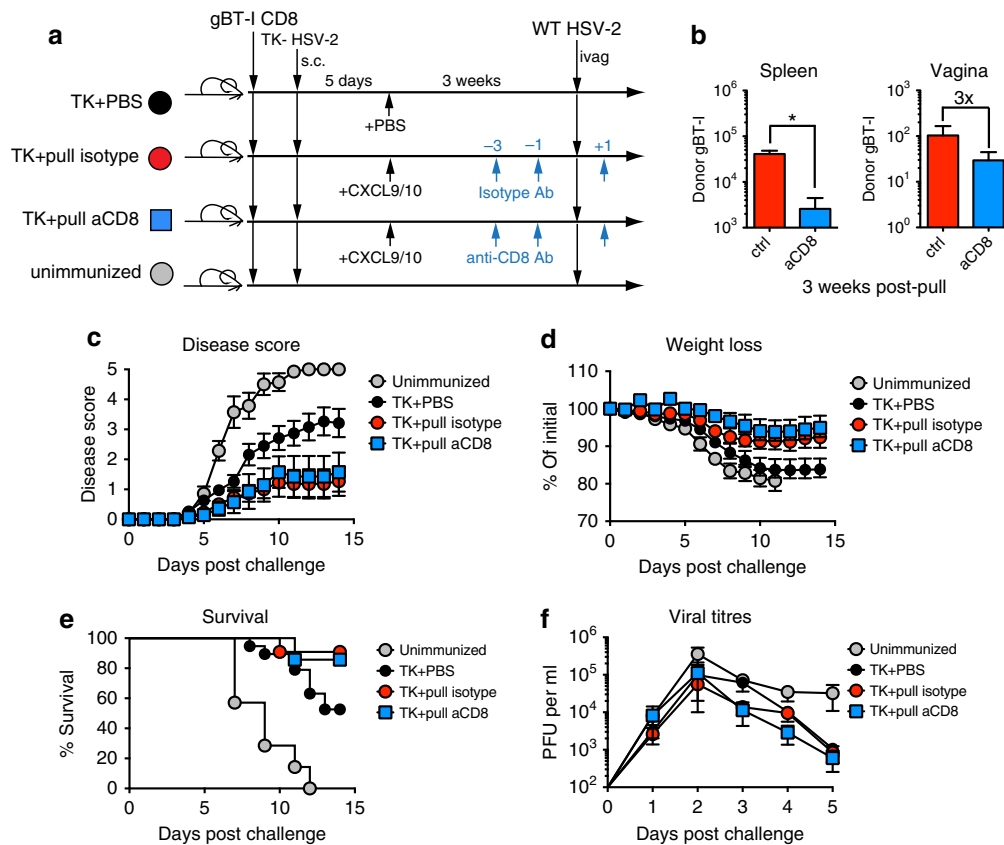 a
gBT-I CD8
TK- HSV-2
s.c.
WT HSV-2
ivag
5 days
3 weeks
TK+PBS
+PBS
TK+pull isotype
−3
−1
+1
+CXCL9/10
Isotype Ab
TK+pull aCD8
+CXCL9/10
anti-CD8 Ab
unimmunized
b
Spleen
Donor gBT-I
10^6
10^5
10^4
10^3
*
ctrl
aCD8
Vagina
Donor gBT-I
10^3
10^2
10^1
10^0
3x
ctrl
aCD8
3 weeks post-pull
c
Disease score
Disease score
5
4
3
2
1
0
0
5
10
15
Days post challenge
Unimmunized
TK+PBS
TK+pull isotype
TK+pull aCD8
d
Weight loss
% Of initial
110
100
90
80
70
0
5
10
15
Days post challenge
Unimmunized
TK+PBS
TK+pull isotype
TK+pull aCD8
e
Survival
% Survival
100
80
60
40
20
0
0
5
10
15
Days post challenge
Unimmunized
TK+PBS
TK+pull isotype
TK+pull aCD8
f
Viral titres
PFU per ml
10^6
10^5
10^4
10^3
10^2
0
1
2
3
4
5
Days post challenge
Unimmunized
TK+PBS
TK+pull isotype
TK+pull aCD8